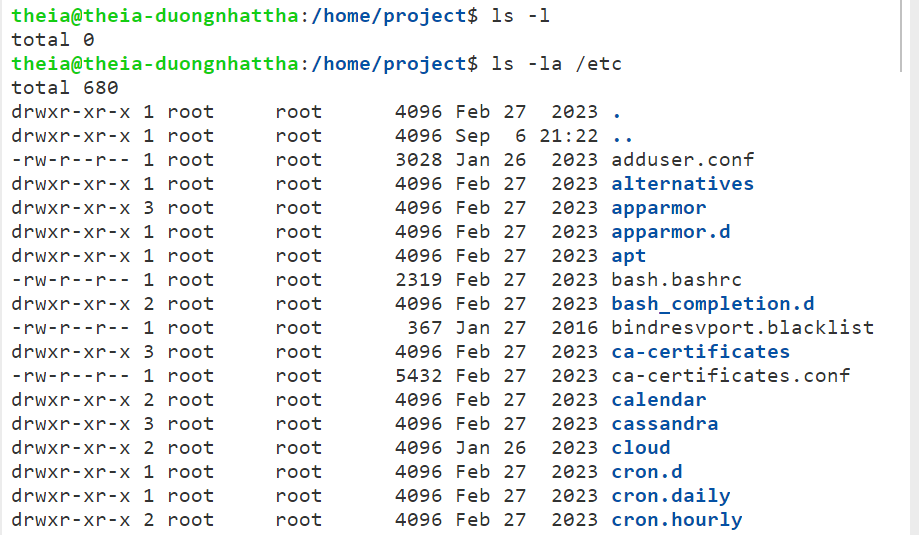 theia@theia-duongnhattha:/home/project$ ls -l
total 0
theia@theia-duongnhattha:/home/project$ ls -la /etc
total 680
drwxr-xr-x 1 root     root      4096 Feb 27  2023 .
drwxr-xr-x 1 root     root      4096 Sep  6 21:22 ..
-rw-r--r-- 1 root     root      3028 Jan 26  2023 adduser.conf
drwxr-xr-x 1 root     root      4096 Feb 27  2023 alternatives
drwxr-xr-x 3 root     root      4096 Feb 27  2023 apparmor
drwxr-xr-x 1 root     root      4096 Feb 27  2023 apparmor.d
drwxr-xr-x 1 root     root      4096 Feb 27  2023 apt
-rw-r--r-- 1 root     root      2319 Feb 27  2023 bash.bashrc
drwxr-xr-x 2 root     root      4096 Feb 27  2023 bash_completion.d
-rw-r--r-- 1 root     root       367 Jan 27  2016 bindresvport.blacklist
drwxr-xr-x 3 root     root      4096 Feb 27  2023 ca-certificates
-rw-r--r-- 1 root     root      5432 Feb 27  2023 ca-certificates.conf
drwxr-xr-x 2 root     root      4096 Feb 27  2023 calendar
drwxr-xr-x 3 root     root      4096 Feb 27  2023 cassandra
drwxr-xr-x 2 root     root      4096 Jan 26  2023 cloud
drwxr-xr-x 1 root     root      4096 Feb 27  2023 cron.d
drwxr-xr-x 1 root     root      4096 Feb 27  2023 cron.daily
drwxr-xr-x 2 root     root      4096 Feb 27  2023 cron.hourly